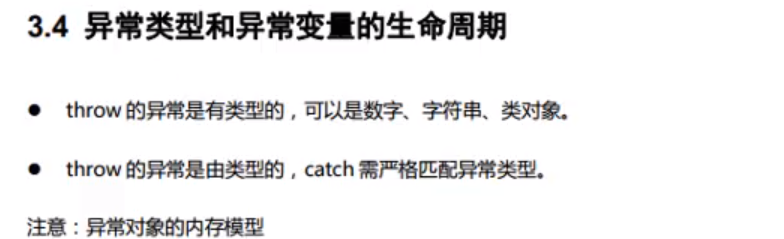 3.4 异常类型和异常变量的生命周期
● throw 的异常是有类型的，可以是数字、字符串、类对象。
● throw 的异常是由类型的，catch 需严格匹配异常类型。
注意：异常对象的内存模型